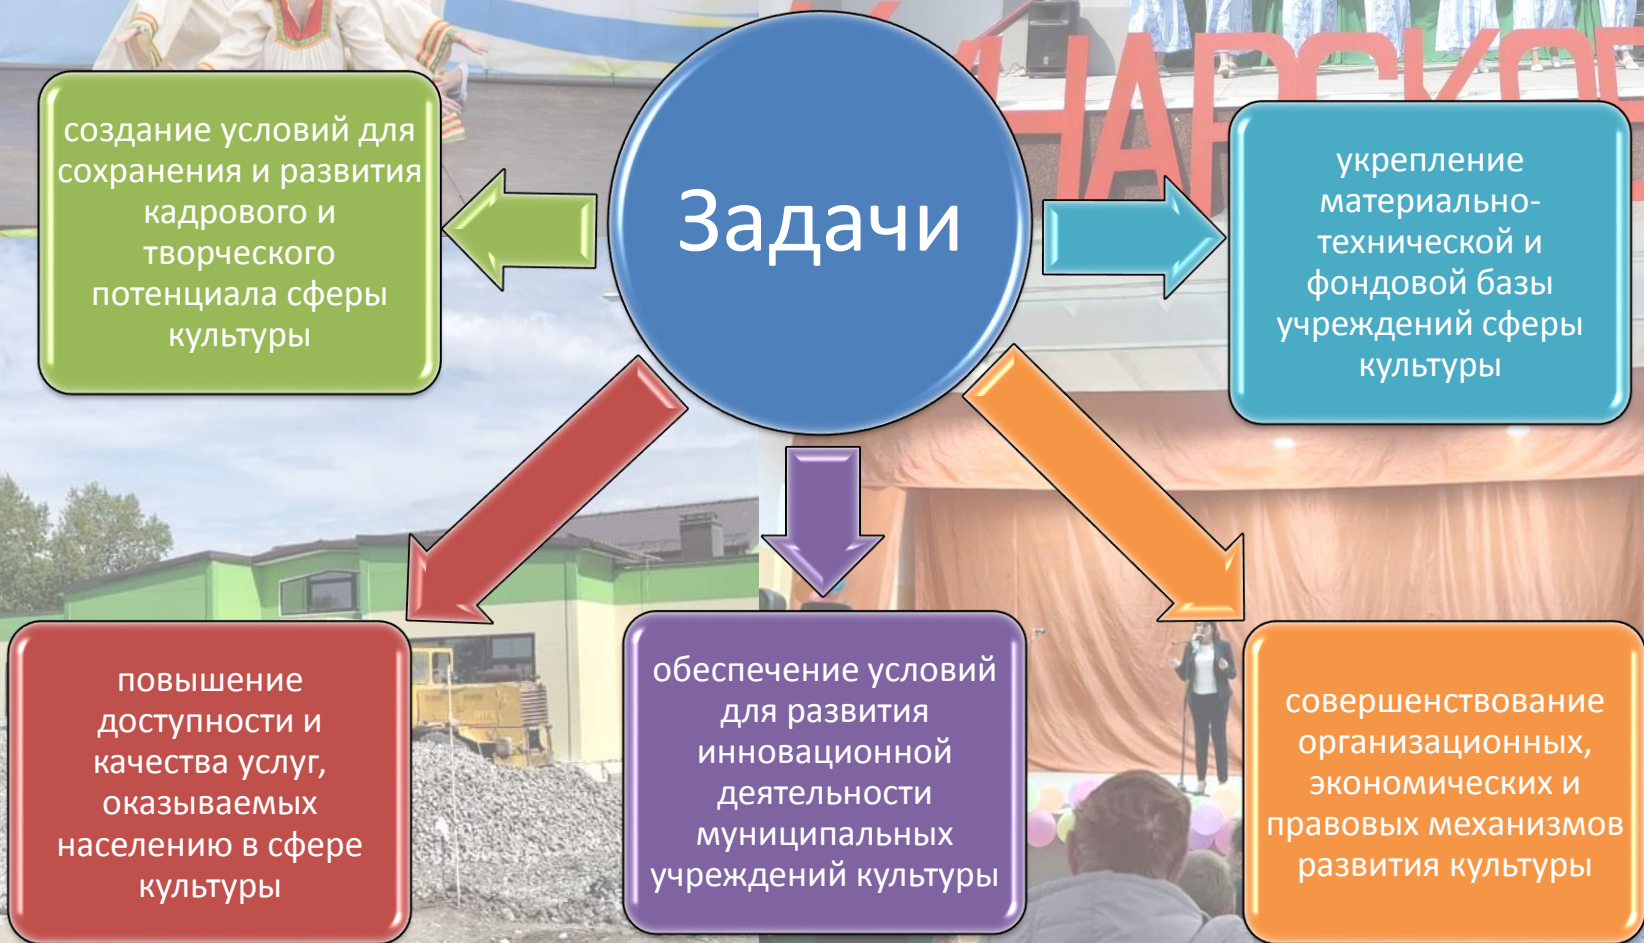 НАРСКОВ
Задачи
создание условий для
сохранения и развития
кадрового и
творческого
потенциала сферы
культуры
укрепление
материально-
технической и
фондовой базы
учреждений сферы
культуры
повышение
доступности и
качества услуг,
оказываемых
населению в сфере
культуры
обеспечение условий
для развития
инновационной
деятельности
муниципальных
учреждений культуры
совершенствование
организационных,
экономических и
правовых механизмов
развития культуры